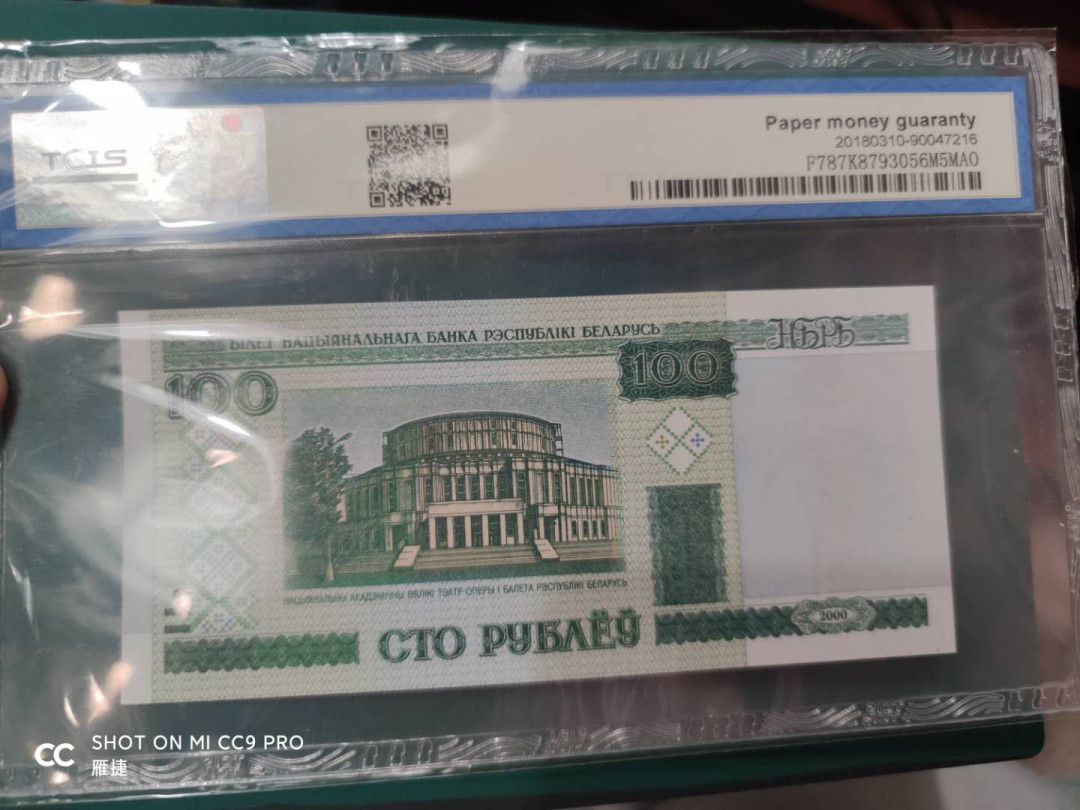 TCIS
Paper money guaranty
20180310-90047216
F787K8793056M5MA0
БІЛЕТ НАЦЫЯНАЛЬНАГА БАНКА РЭСПУБЛІКІ БЕЛАРУСЬ
НБРБ
100
100
НАЦЫЯНАЛЬНЫ АКАДЭМІЧНЫ ВЯЛІКІ ТЭАТР ОПЕРЫ І БАЛЕТА РЭСПУБЛІКІ БЕЛАРУСЬ
СТО РУБЛЁЎ
2000
CC
SHOT ON MI CC9 PRO
雁捷